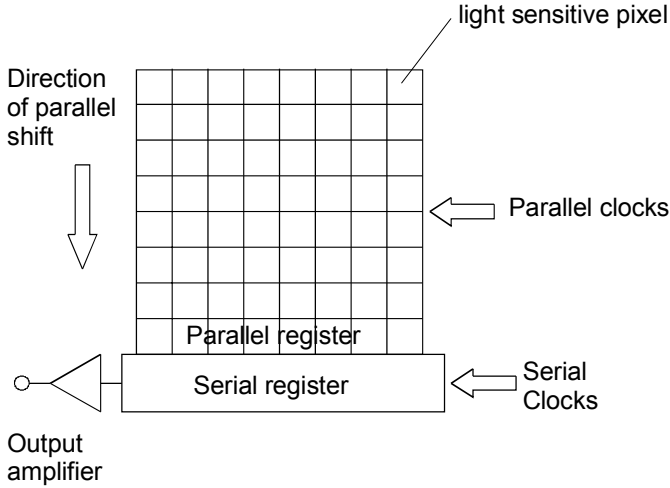 light sensitive pixel
Direction
of parallel
shift
Parallel clocks
Parallel register
Serial register
Serial
Clocks
Output
amplifier